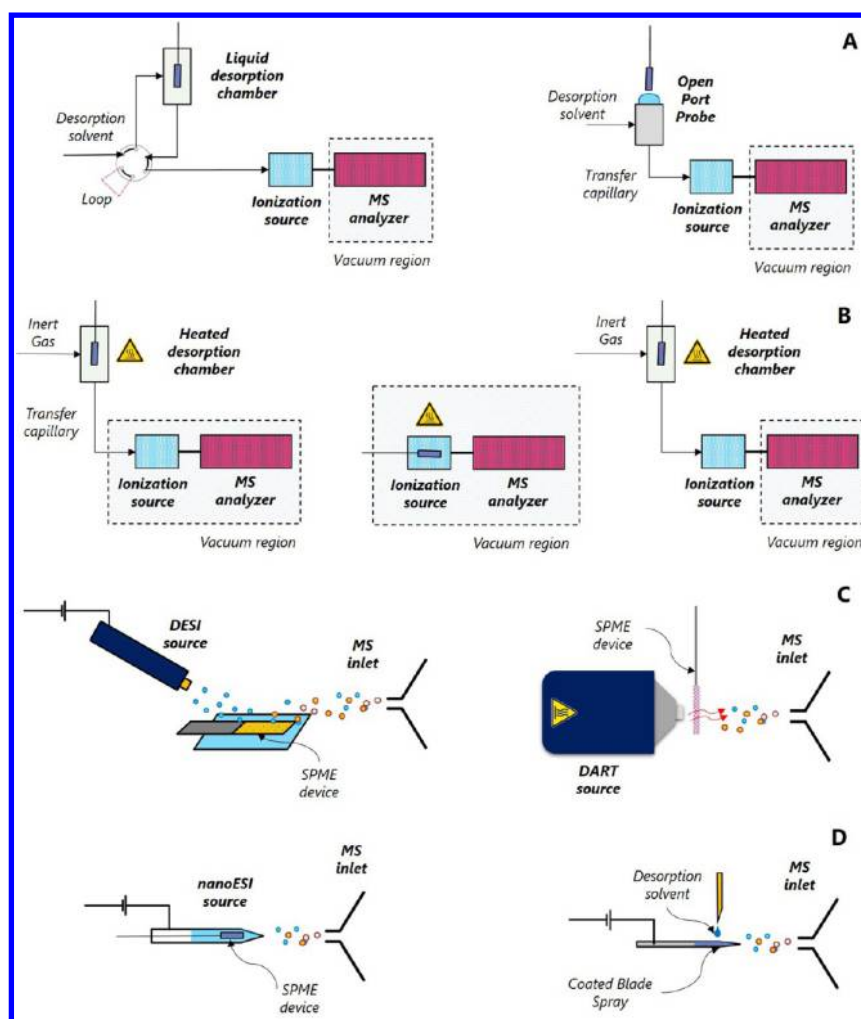 A
Liquid
desorption
chamber
Desorption
solvent
Loop
Ionization
source
MS
analyzer
Vacuum region
Open
Port
Probe
Desorption
solvent
Transfer
capillary
Ionization
source
MS
analyzer
Vacuum region
B
Inert
Gas
Heated
desorption
chamber
Transfer
capillary
Ionization
source
MS
analyzer
Vacuum region
Ionization
source
MS
analyzer
Vacuum region
Inert
Gas
Heated
desorption
chamber
Ionization
source
MS
analyzer
Vacuum region
C
DESI
source
MS
inlet
SPME
device
SPME
device
MS
inlet
DART
source
D
nanoESI
source
MS
inlet
SPME
device
Desorption
solvent
MS
inlet
Coated Blade
Spray